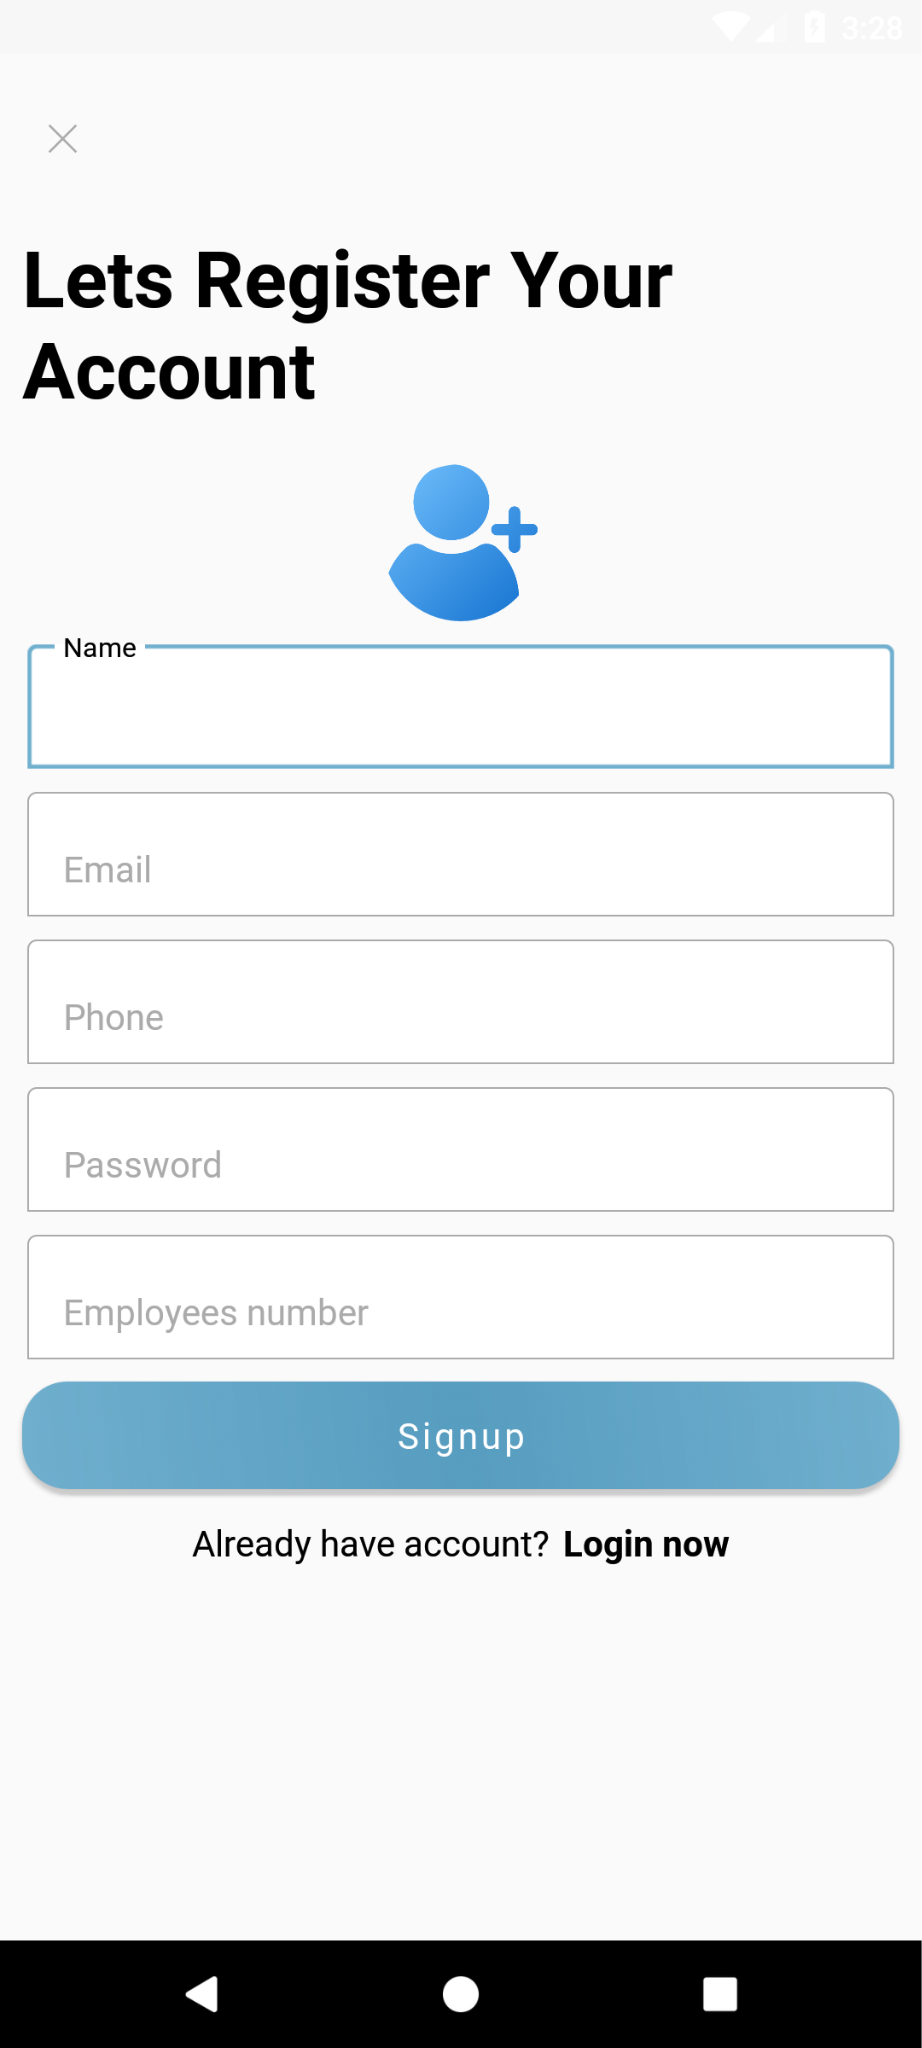 3:28
Lets Register Your
Account
Name
Email
Phone
Password
Employees number
Signup
Already have account? Login now